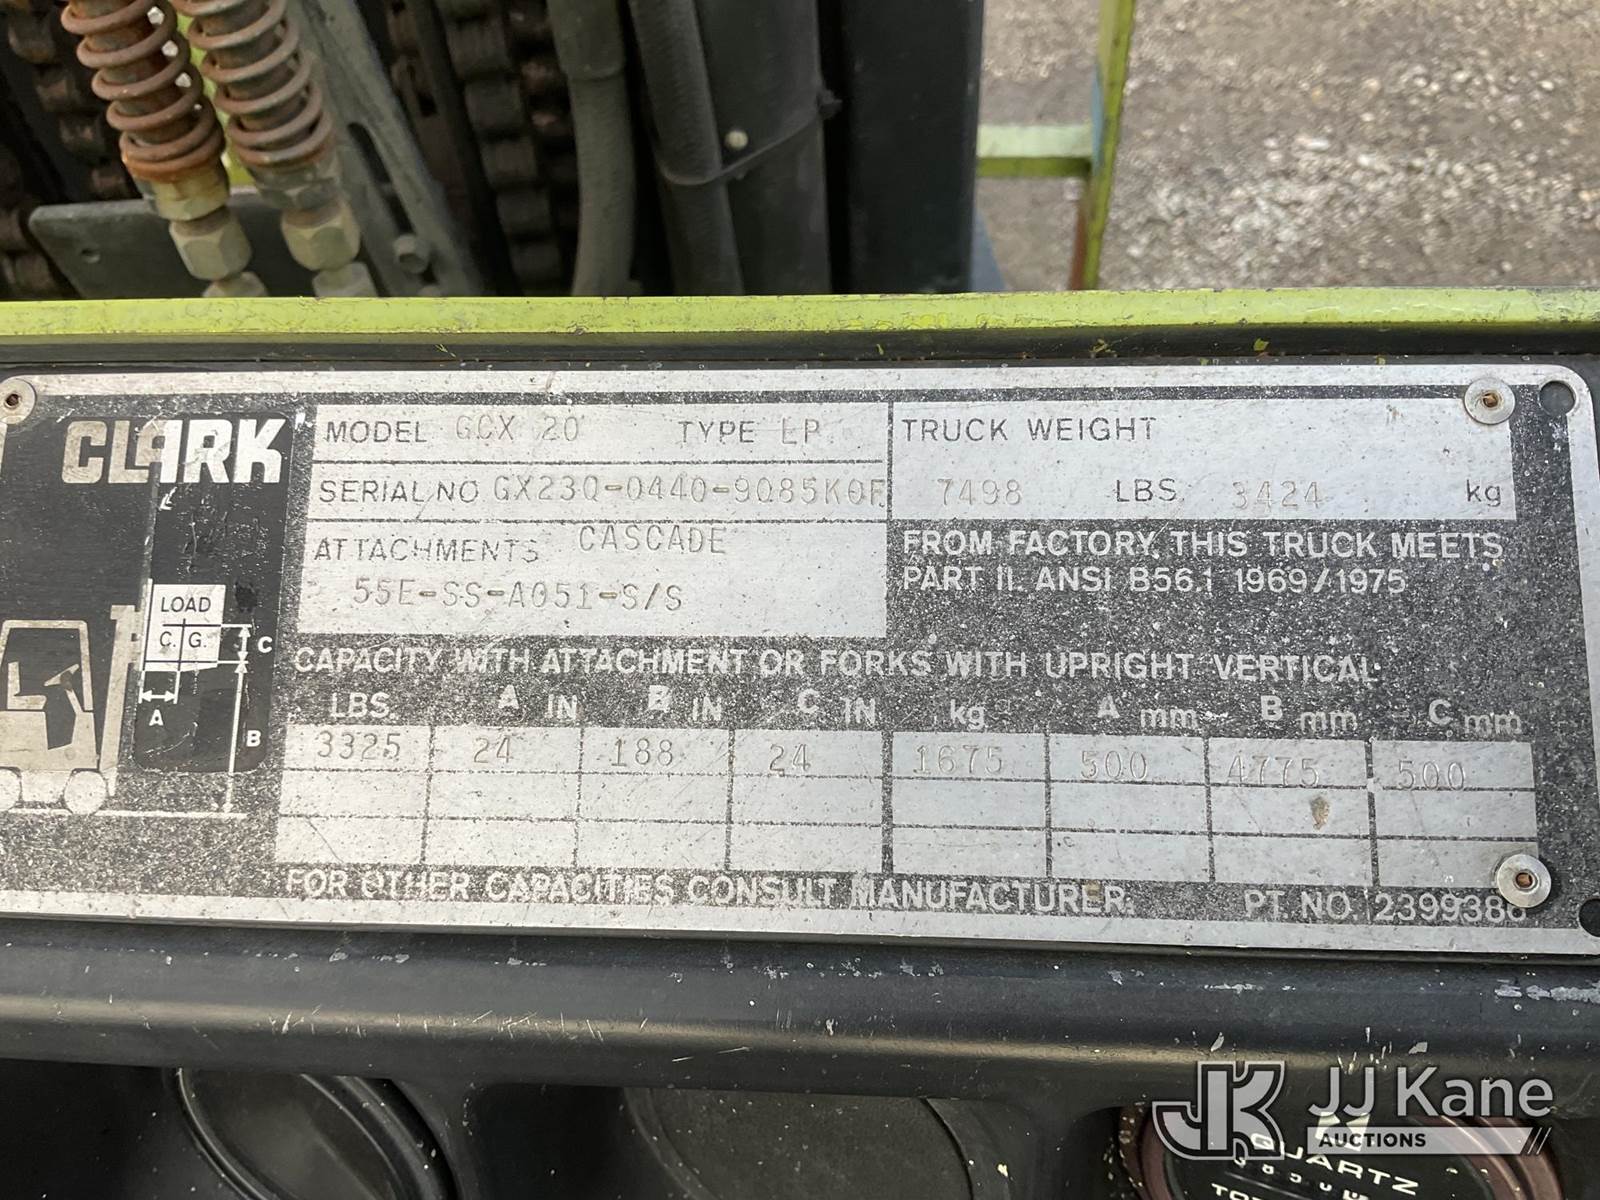 CLARK
MODEL GCX 20 TYPE LP
SERIAL NO GX230-0440-9085KOF
ATTACHMENTS CASCADE
55E-SS-A051-S/S
TRUCK WEIGHT
7498 LBS. 3424 kg
FROM FACTORY, THIS TRUCK MEETS
PART II. ANSI B56.1 1969/1975
LOAD
C. G.
C
A
B
CAPACITY WITH ATTACHMENT OR FORKS WITH UPRIGHT VERTICAL
LBS. A IN B IN C IN kg A mm B mm C mm
3325 24 188 24 1675 500 4775 500
FOR OTHER CAPACITIES CONSULT MANUFACTURER.
PT. NO. 2399386
JK JJ Kane
AUCTIONS
QUARTZ